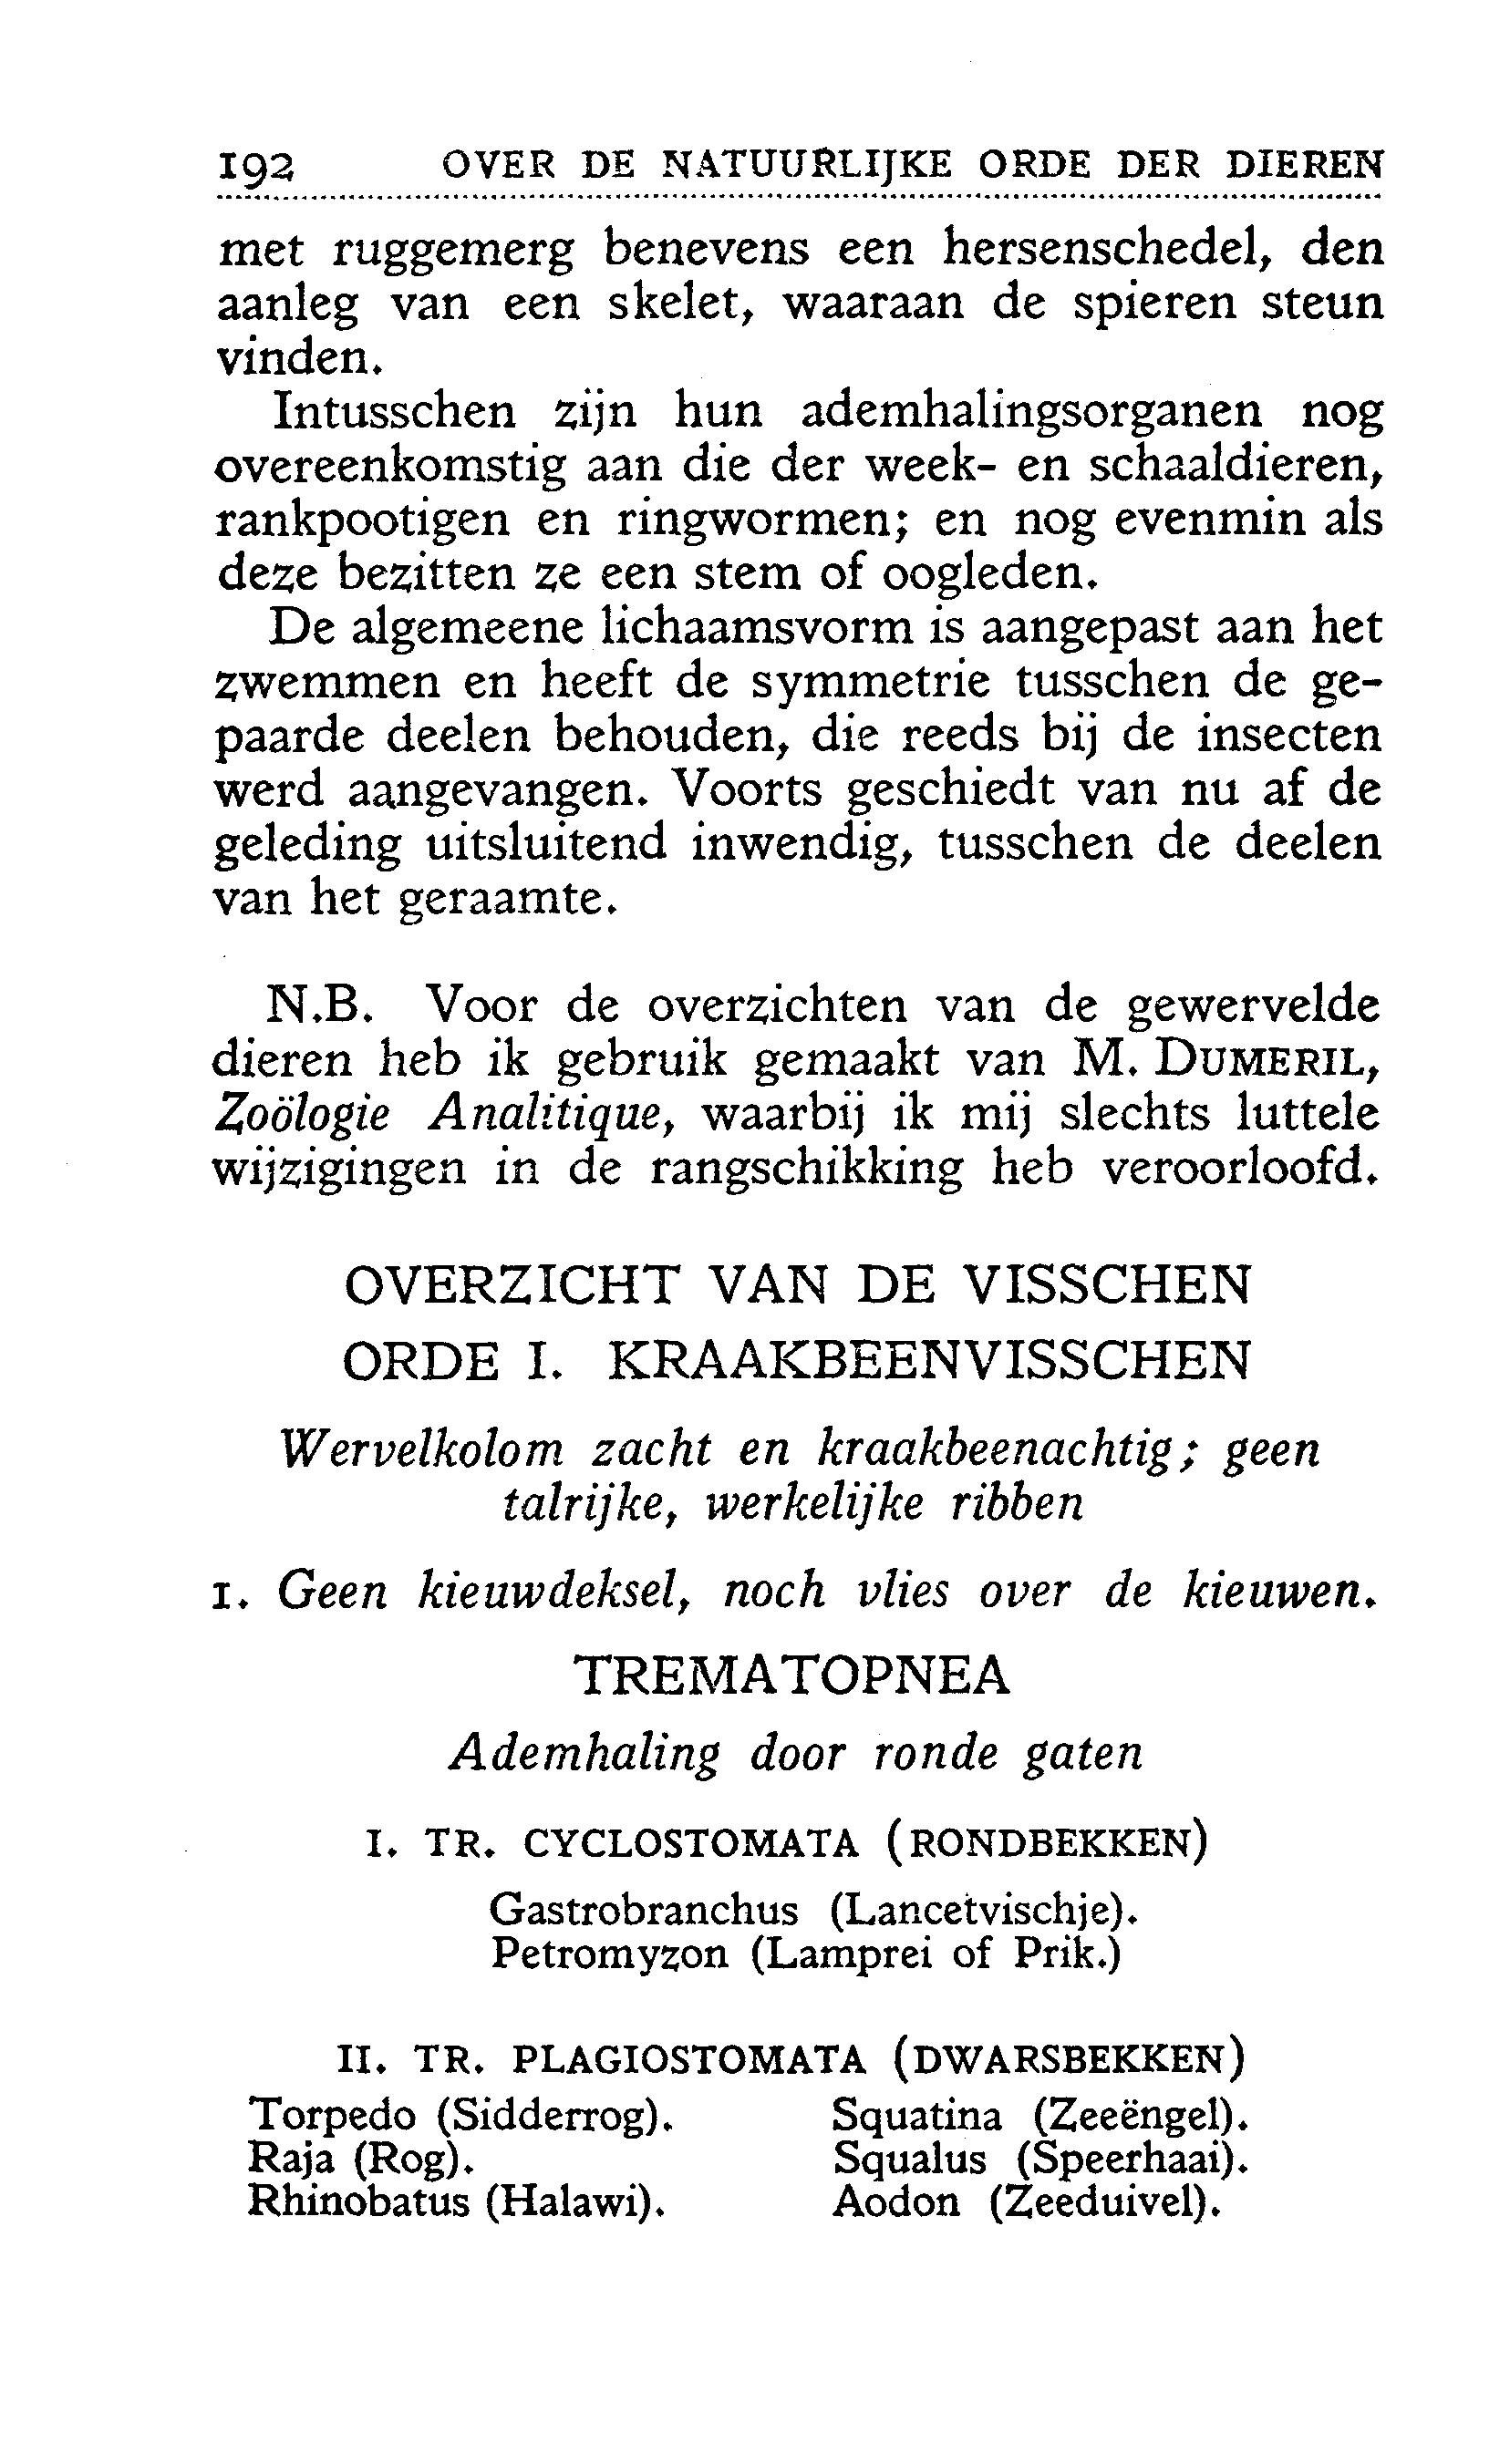 192 OVER DE NATUURLIJKE ORDE DER DIEREN
met ruggemerg benevens een hersenschedel, den
aanleg van een skelet, waaraan de spieren steun
vinden.
Intusschen zijn hun ademhalingsorganen nog
overeenkomstig aan die der week- en schaaldieren,
rankpootigen en ringwormen; en nog evenmin als
deze bezitten ze een stem of oogleden.
De algemeene lichaamsvorm is aangepast aan het
zwemmen en heeft de symmetrie tusschen de ge-
paarde deelen behouden, die reeds bij de insecten
werd aangevangen. Voorts geschiedt van nu af de
geleding uitsluitend inwendig, tusschen de deelen
van het geraamte.
N.B. Voor de overzichten van de gewervelde
dieren heb ik gebruik gemaakt van M. DUMERIL,
Zoölogie Analitique, waarbij ik mij slechts luttele
wijzigingen in de rangschikking heb veroorloofd.
OVERZICHT VAN DE VISSCHEN
ORDE I. KRAAKBEENVISSCHEN
Wervelkolom zacht en kraakbeenachtig; geen
talrijke, werkelijke ribben
1. Geen kieuwdeksel, noch vlies over de kieuwen.
TREMATOPNEA
Ademhaling door ronde gaten
I. TR. CYCLOSTOMATA (RONDBEKKEN)
Gastrobranchus (Lancetvischje).
Petromyzon (Lamprei of Prik.)
II. TR. PLAGIOSTOMATA (DWARSBEKKEN)
Torpedo (Sidderrog). Squatina (Zeeëngel).
Raja (Rog). Squalus (Speerhaai).
Rhinobatus (Halawi). Aodon (Zeeduivel).